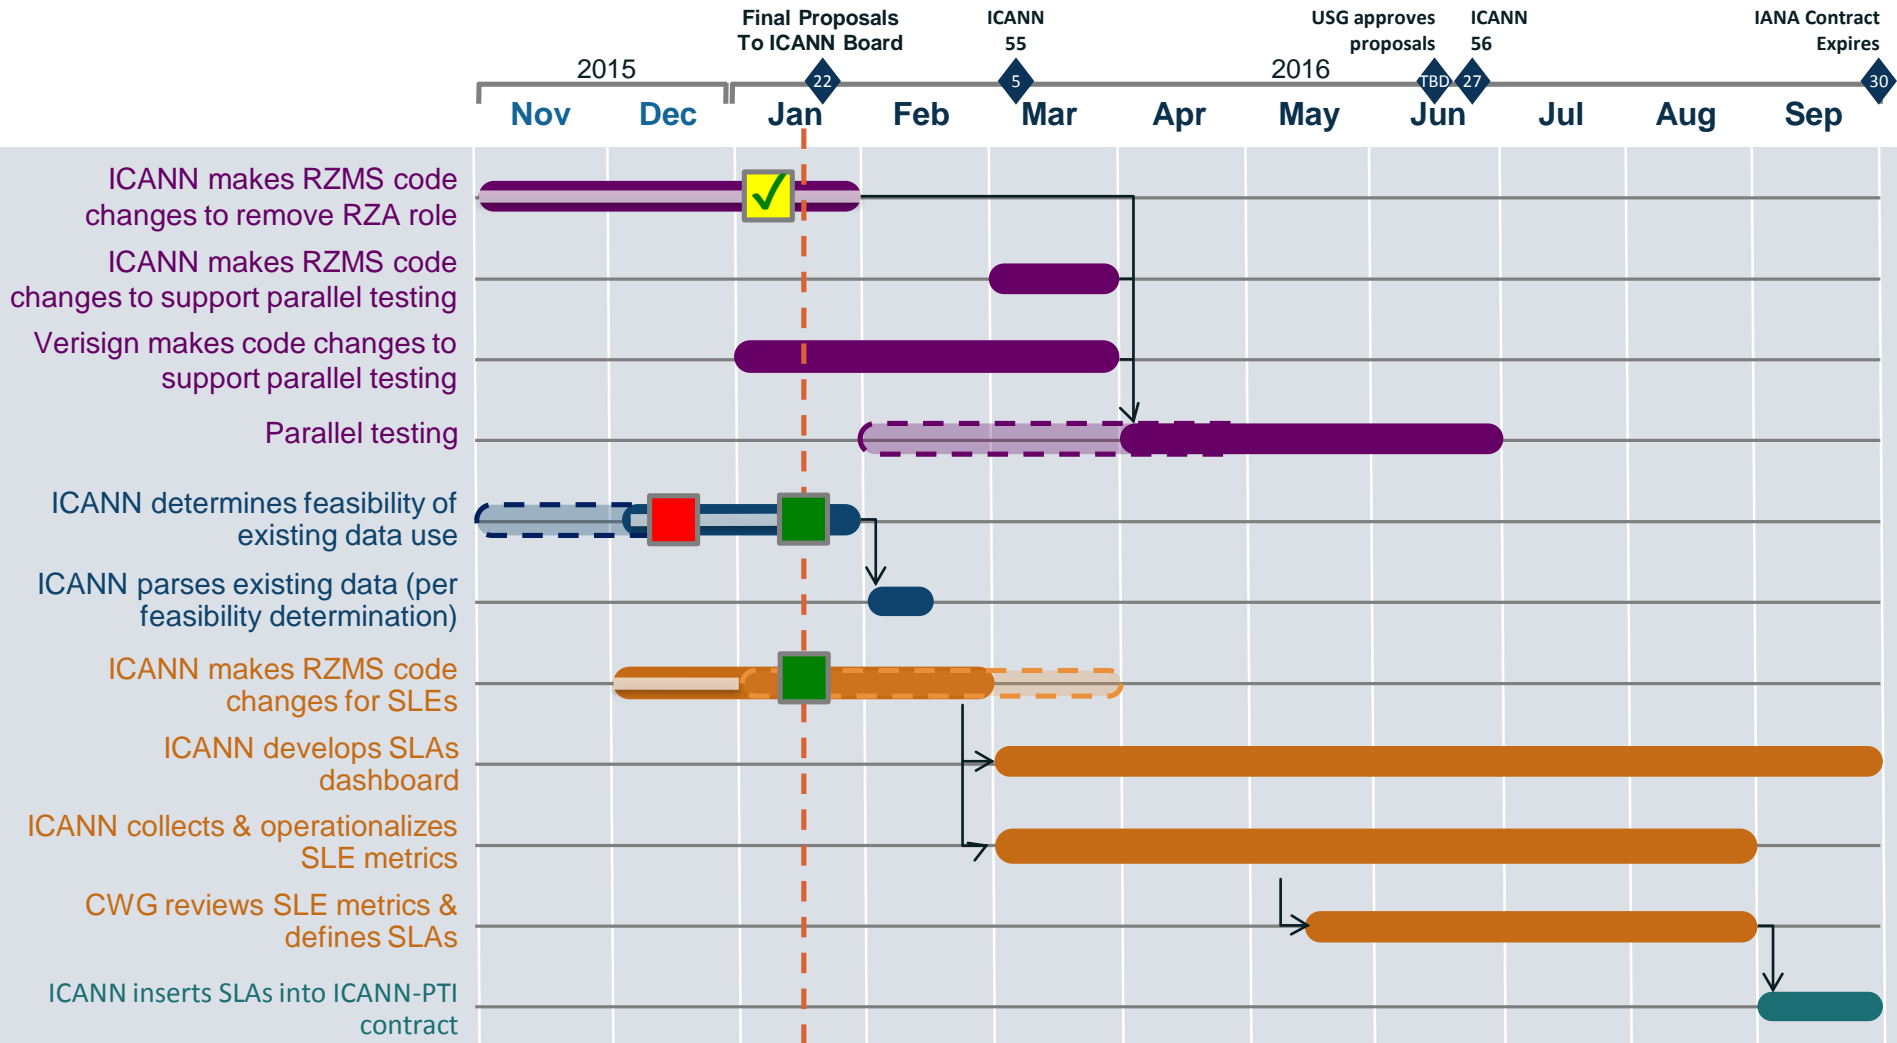 Final Proposals
To ICANN Board
ICANN
55
USG approves
proposals
ICANN
56
IANA Contract
Expires
2015
22
5
2016
TBD
27
30
Nov
Dec
Jan
Feb
Mar
Apr
May
Jun
Jul
Aug
Sep
ICANN makes RZMS code
changes to remove RZA role
ICANN makes RZMS code
changes to support parallel testing
Verisign makes code changes to
support parallel testing
Parallel testing
ICANN determines feasibility of
existing data use
ICANN parses existing data (per
feasibility determination)
ICANN makes RZMS code
changes for SLEs
ICANN develops SLAs
dashboard
ICANN collects & operationalizes
SLE metrics
CWG reviews SLE metrics &
defines SLAs
ICANN inserts SLAs into ICANN-PTI
contract